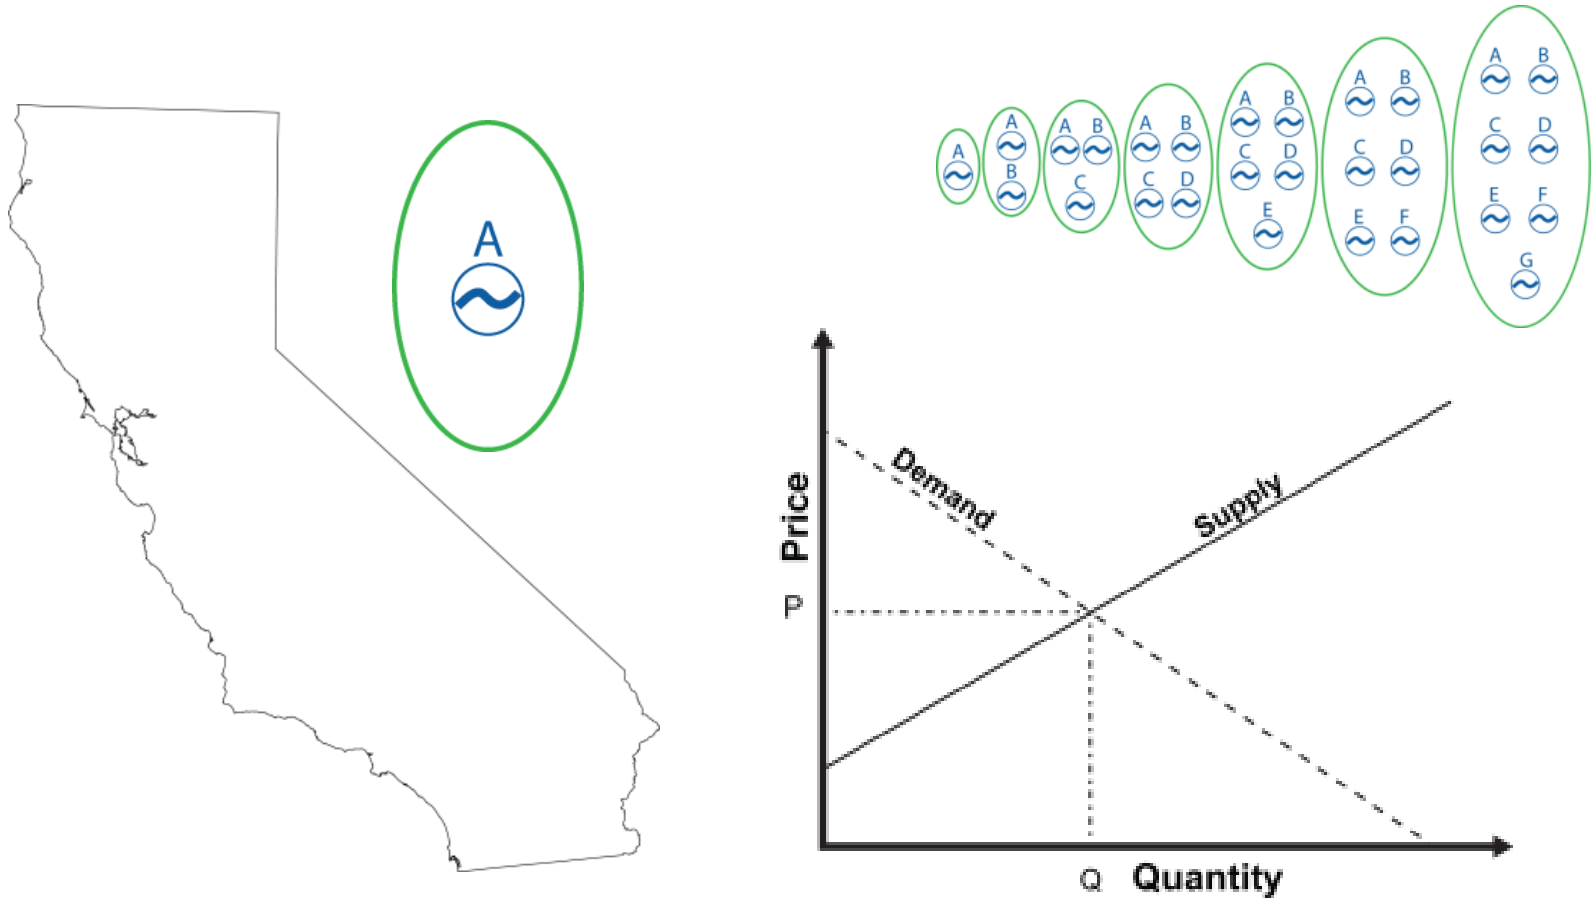 A
A
A
B
A B
C
A B
C D
A B
C D
E
A B
C D
E F
A B
C D
E F
G
Price
Demand
Supply
P
Q Quantity